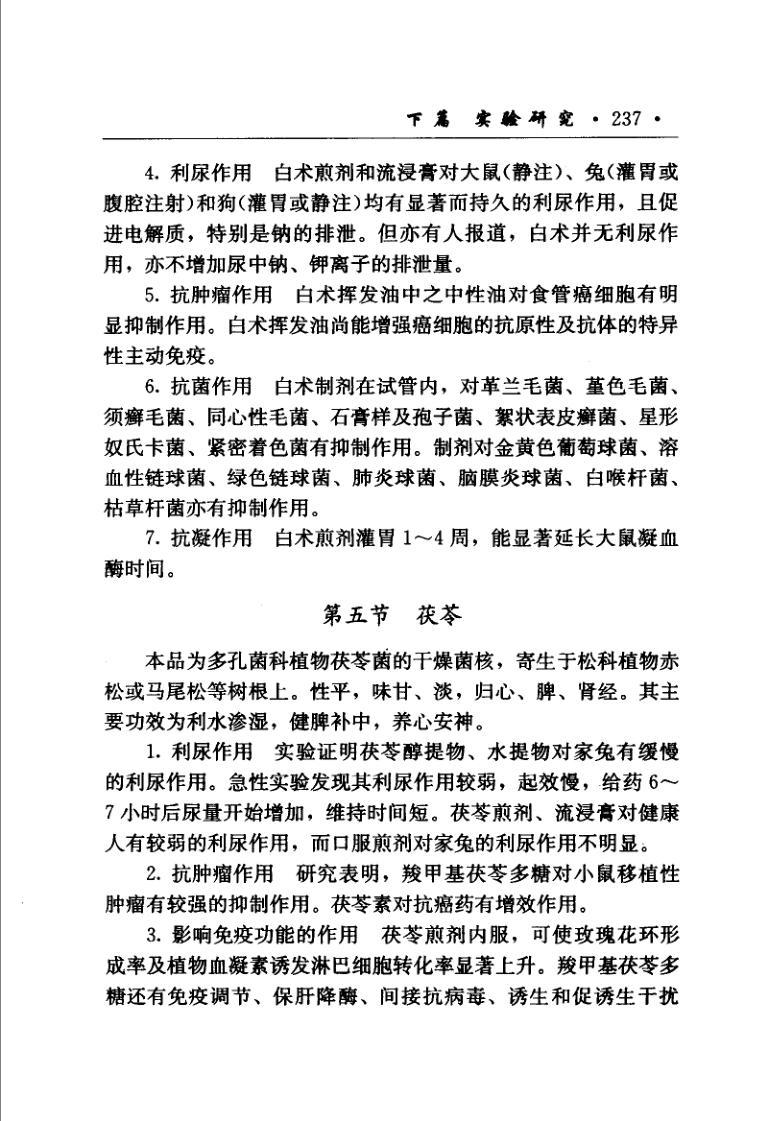 下篇 实验研究 · 237 ·
4. 利尿作用 白术煎剂和流浸膏对大鼠(静注)、兔(灌胃或
腹腔注射)和狗(灌胃或静注)均有显著而持久的利尿作用，且促
进电解质，特别是钠的排泄。但亦有人报道，白术并无利尿作
用，亦不增加尿中钠、钾离子的排泄量。
5. 抗肿瘤作用 白术挥发油中之中性油对食管癌细胞有明
显抑制作用。白术挥发油尚能增强癌细胞的抗原性及抗体的特异
性主动免疫。
6. 抗菌作用 白术制剂在试管内，对革兰毛菌、堇色毛菌、
须癣毛菌、同心性毛菌、石膏样及孢子菌、絮状表皮癣菌、星形
奴氏卡菌、紧密着色菌有抑制作用。制剂对金黄色葡萄球菌、溶
血性链球菌、绿色链球菌、肺炎球菌、脑膜炎球菌、白喉杆菌、
枯草杆菌亦有抑制作用。
7. 抗凝作用 白术煎剂灌胃 1～4 周，能显著延长大鼠凝血
酶时间。
第五节 茯苓
本品为多孔菌科植物茯苓菌的干燥菌核，寄生于松科植物赤
松或马尾松等树根上。性平，味甘、淡，归心、脾、肾经。其主
要功效为利水渗湿，健脾补中，养心安神。
1. 利尿作用 实验证明茯苓醇提物、水提物对家兔有缓慢
的利尿作用。急性实验发现其利尿作用较弱，起效慢，给药 6～
7 小时后尿量开始增加，维持时间短。茯苓煎剂、流浸膏对健康
人有较弱的利尿作用，而口服煎剂对家兔的利尿作用不明显。
2. 抗肿瘤作用 研究表明，羧甲基茯苓多糖对小鼠移植性
肿瘤有较强的抑制作用。茯苓素对抗癌药有增效作用。
3. 影响免疫功能的作用 茯苓煎剂内服，可使玫瑰花环形
成率及植物血凝素诱发淋巴细胞转化率显著上升。羧甲基茯苓多
糖还有免疫调节、保肝降酶、间接抗病毒、诱生和促诱生干扰